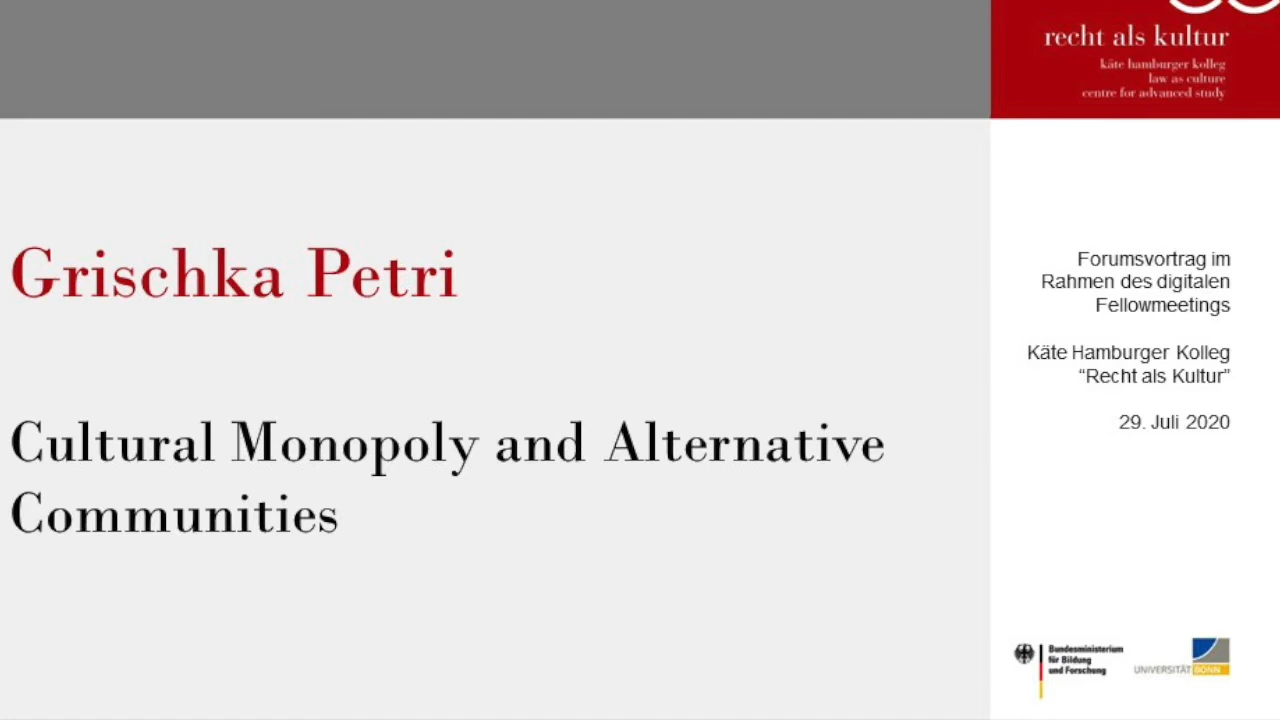 recht als kultur
käte hamburger kolleg
law as culture
centre for advanced study
Grischka Petri
Cultural Monopoly and Alternative
Communities
Forumsvortrag im
Rahmen des digitalen
Fellowmeetings
Käte Hamburger Kolleg
“Recht als Kultur”
29. Juli 2020
Bundesministerium
für Bildung
und Forschung
UNIVERSITÄT BONN